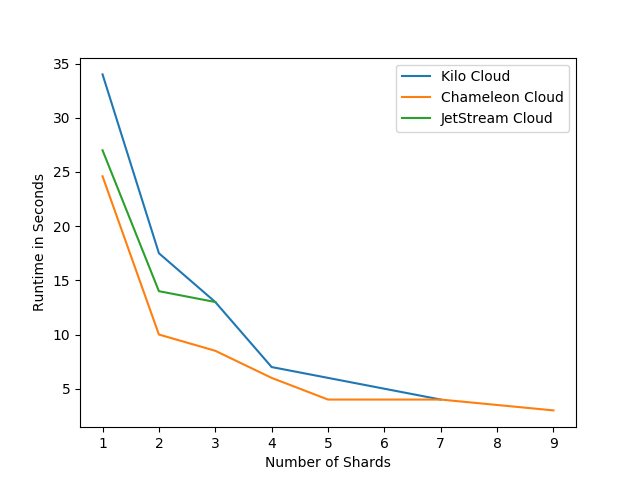 35
30
25
20
15
10
5
Runtime in Seconds
Kilo Cloud
Chameleon Cloud
JetStream Cloud
1 2 3 4 5 6 7 8 9
Number of Shards